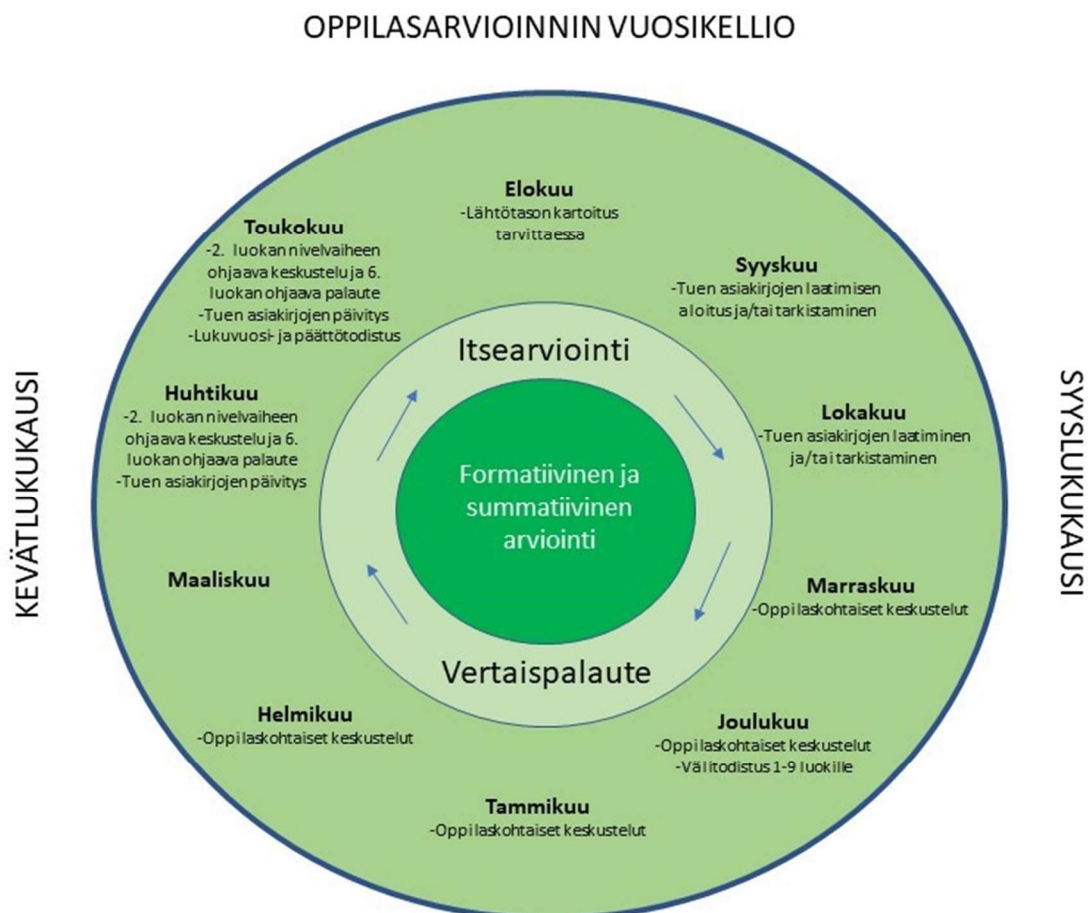 OPPILASARVIOINNIN VUOSIKELLIO
Elokuu
-Lähtötason kartoitus
tarvittaessa
Syyskuu
-Tuen asiakirjojen laatimisen
aloitus ja/tai tarkistaminen
Lokakuu
-Tuen asiakirjojen laatiminen
ja/tai tarkistaminen
Marraskuu
-Oppilaskohtaiset keskustelut
Joulukuu
-Oppilaskohtaiset keskustelut
-Välitodistus 1-9 luokille
Tammikuu
-Oppilaskohtaiset keskustelut
Helmikuu
-Oppilaskohtaiset keskustelut
Maaliskuu
Huhtikuu
-2. luokan nivelvaiheen
ohjaava keskustelu ja 6.
luokan ohjaava palaute
-Tuen asiakirjojen päivitys
Toukokuu
-2. luokan nivelvaiheen
ohjaava keskustelu ja 6.
luokan ohjaava palaute
-Tuen asiakirjojen päivitys
-Lukuvuosi- ja päättötodistus
Itsearviointi
Formatiivinen ja
summatiivinen
arviointi
Vertaispalaute
KEVÄTLUKUKAUSI
SYYSLUKUKAUSI